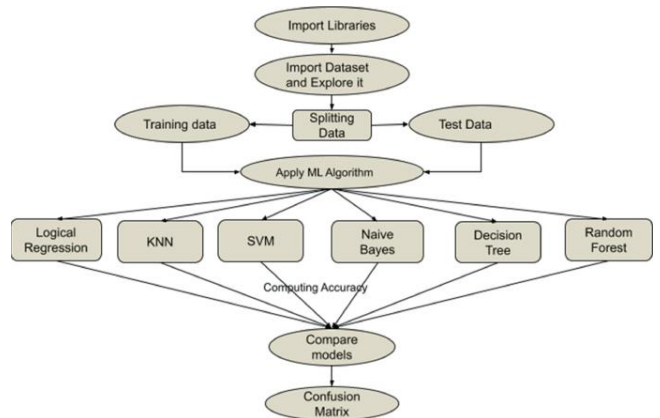 Import Libraries
Import Dataset
and Explore it
Training data
Splitting
Data
Test Data
Apply ML Algorithm
Logical
Regression
KNN
SVM
Naive
Bayes
Decision
Tree
Random
Forest
Computing Accuracy
Compare
models
Confusion
Matrix